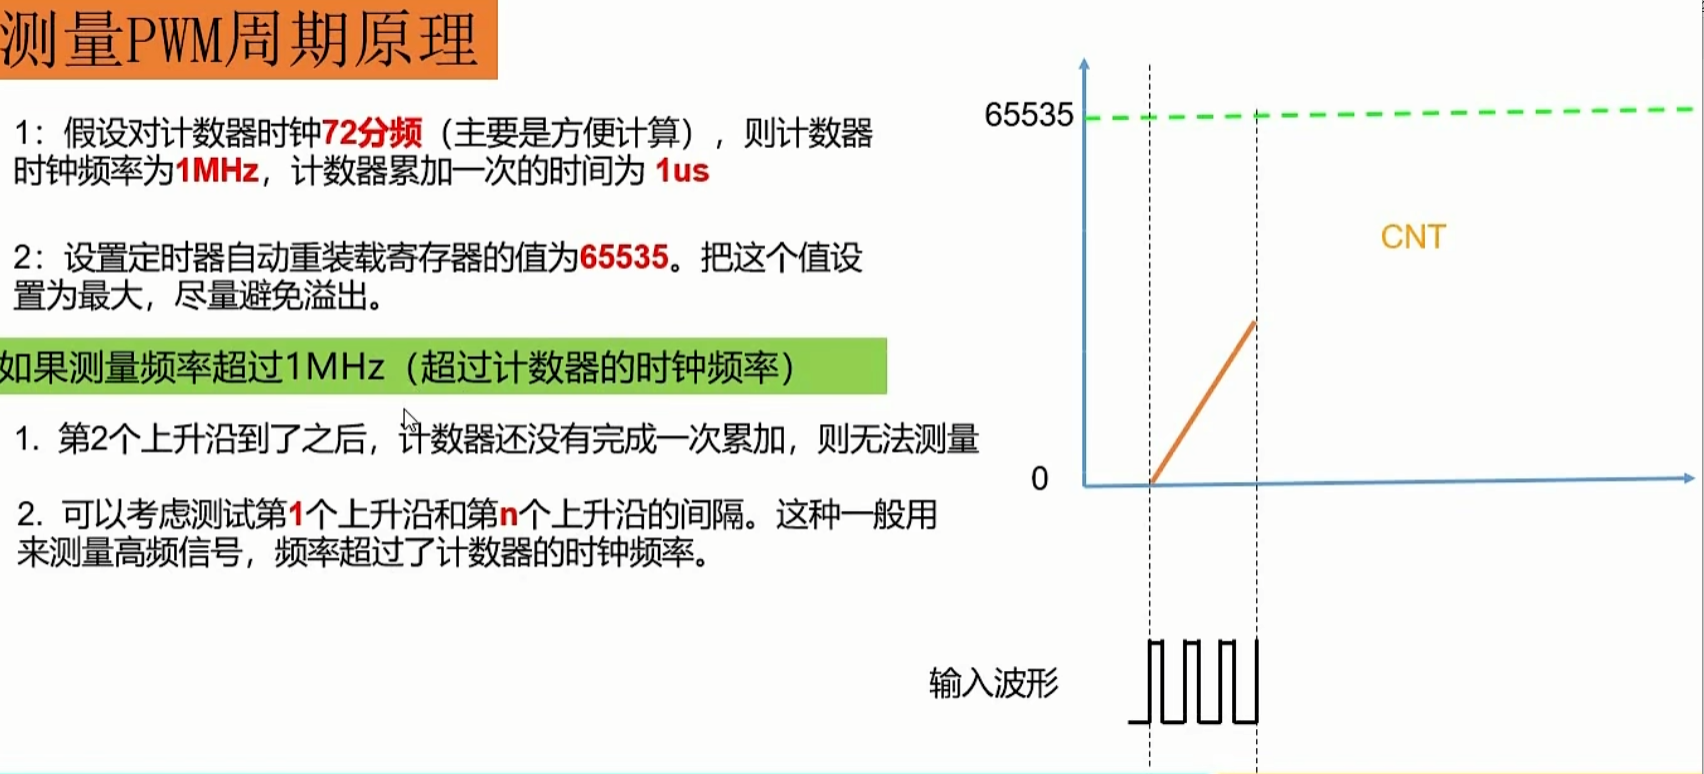 测量PWM周期原理
1：假设对计数器时钟72分频（主要是方便计算），则计数器
时钟频率为1MHz，计数器累加一次的时间为 1us
2：设置定时器自动重装载寄存器的值为65535。把这个值设
置为最大，尽量避免溢出。
如果测量频率超过1MHz（超过计数器的时钟频率）
1. 第2个上升沿到了之后，计数器还没有完成一次累加，则无法测量
2. 可以考虑测试第1个上升沿和第n个上升沿的间隔。这种一般用
来测量高频信号，频率超过了计数器的时钟频率。
65535
CNT
0
输入波形